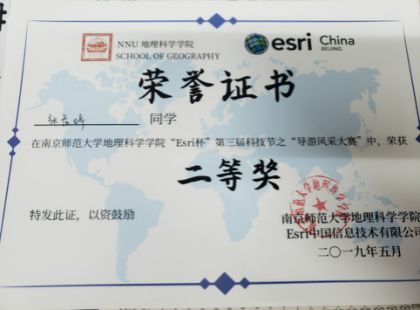 NNU 地理科学学院
SCHOOL OF GEOGRAPHY
esri China
BEIJING
荣誉证书
同学
在南京师范大学地理科学学院“Esri杯”第三届科技节之“导游风采大赛”中，荣获
二等奖
特发此证，以资鼓励
南京师范大学地理科学学院
Esri中国信息技术有限公司
二〇一九年五月